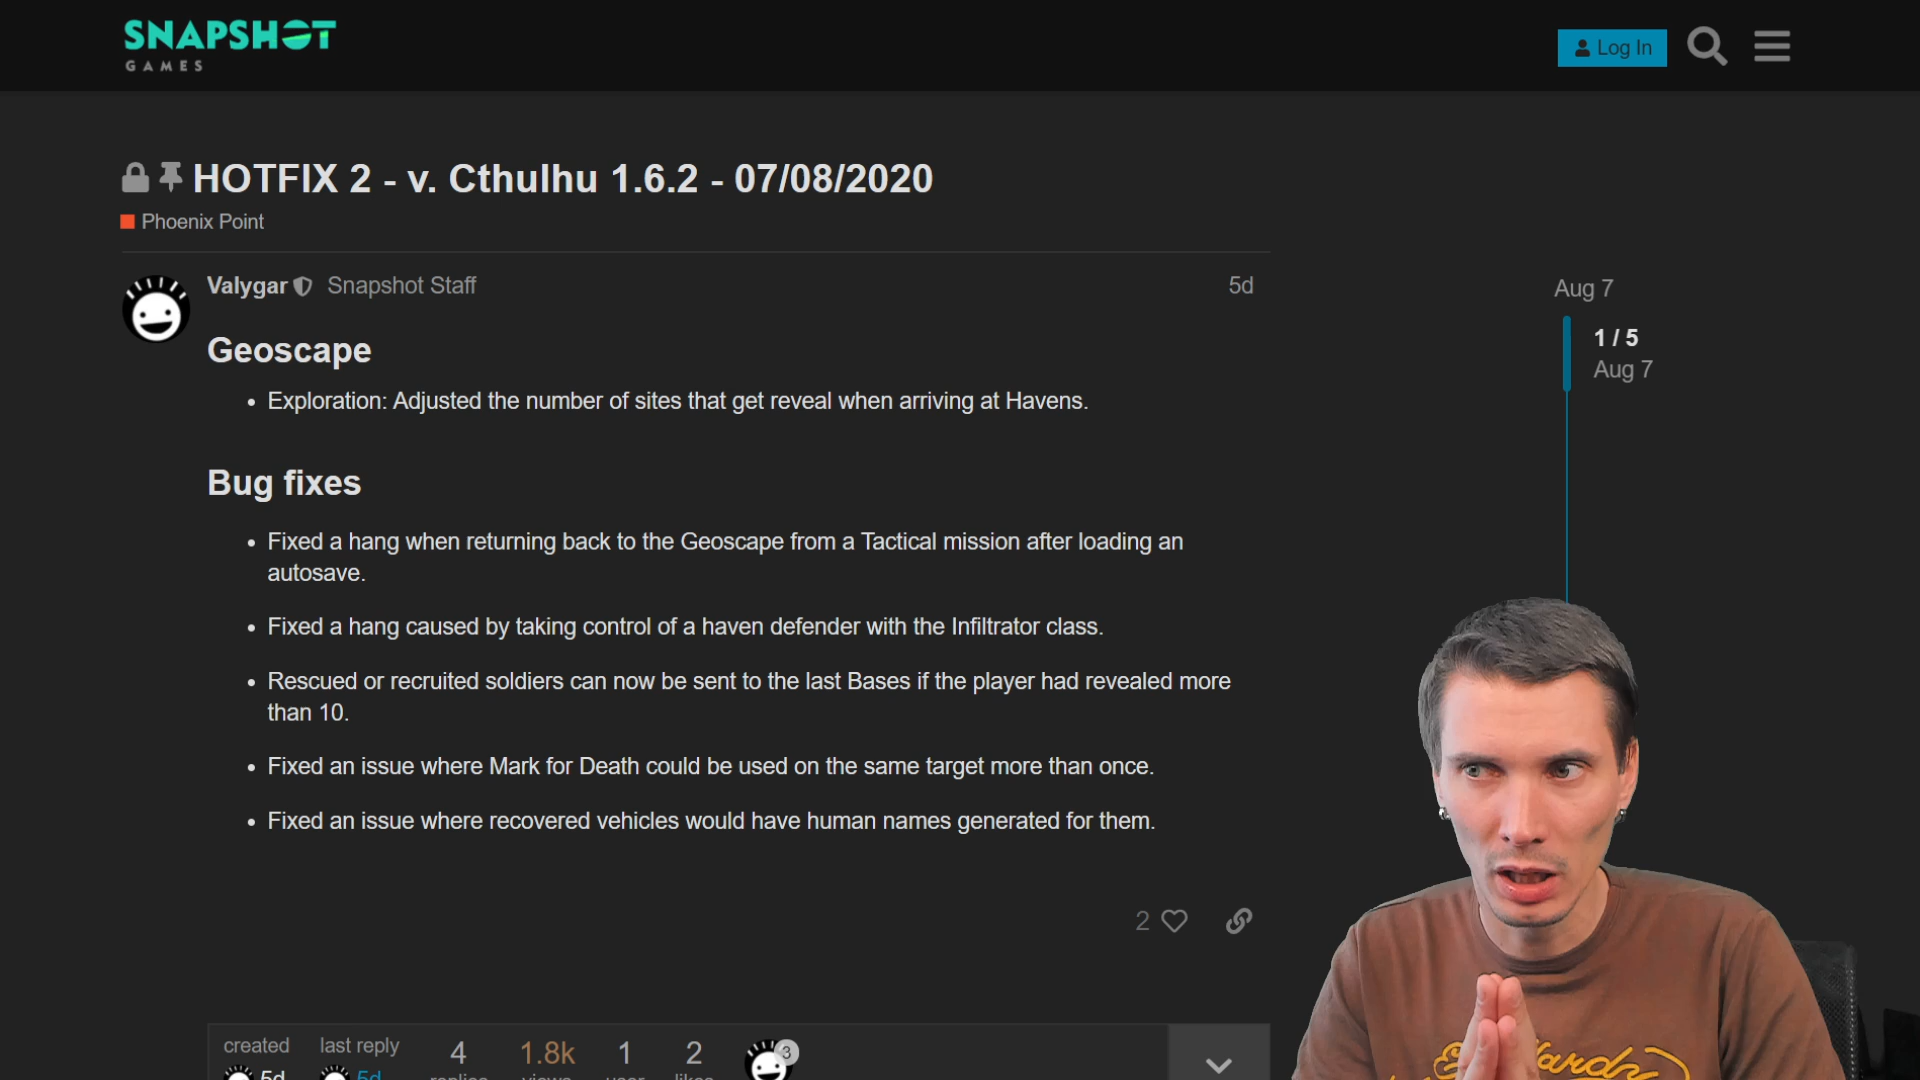 SNAPSHOT
GAMES
Log In
HOTFIX 2 - v. Cthulhu 1.6.2 - 07/08/2020
Phoenix Point
Valygar Snapshot Staff 5d
Aug 7
1 / 5
Aug 7
Geoscape
• Exploration: Adjusted the number of sites that get reveal when arriving at Havens.
Bug fixes
• Fixed a hang when returning back to the Geoscape from a Tactical mission after loading an
autosave.
• Fixed a hang caused by taking control of a haven defender with the Infiltrator class.
• Rescued or recruited soldiers can now be sent to the last Bases if the player had revealed more
than 10.
• Fixed an issue where Mark for Death could be used on the same target more than once.
• Fixed an issue where recovered vehicles would have human names generated for them.
2
created last reply 4 1.8k 1 2 3
5d 5d replies views user likes